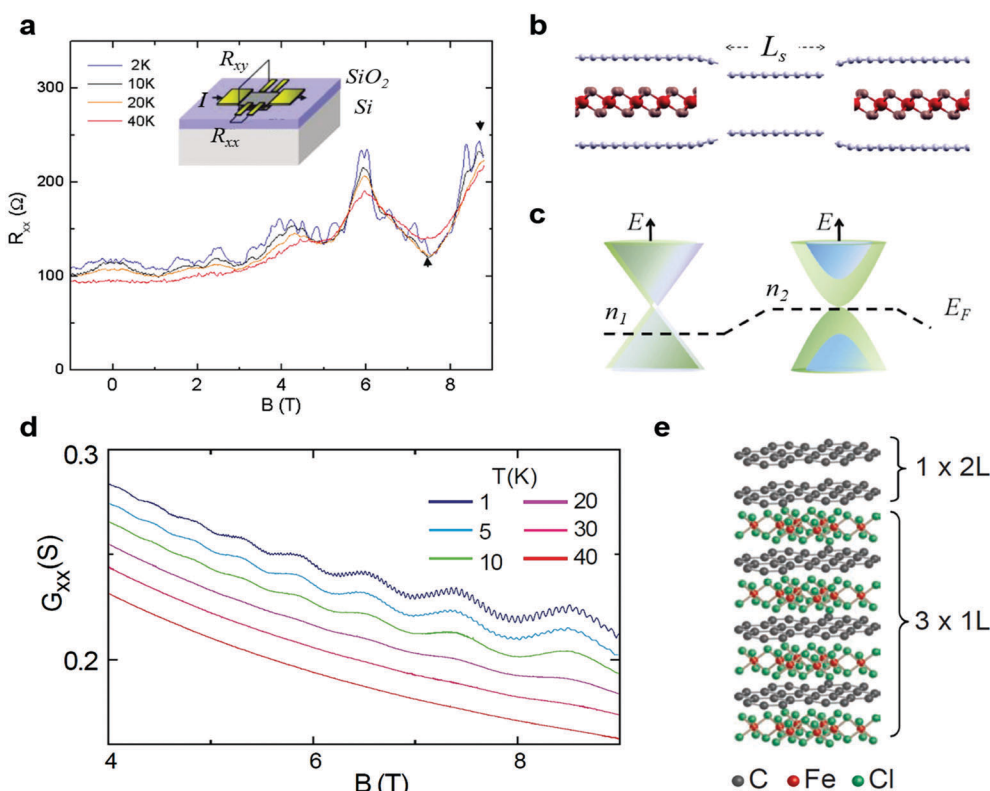 a
2K
10K
20K
40K
R_xy
SiO_2
Si
I
R_xx
300
200
100
0
R_xx (Ω)
0 2 4 6 8
B (T)
b
L_s
c
E E
n_1
n_2
E_F
d
0.3
0.2
G_XX(S)
T(K)
1 20
5 30
10 40
4 6 8
B (T)
e
1 x 2L
3 x 1L
C Fe Cl